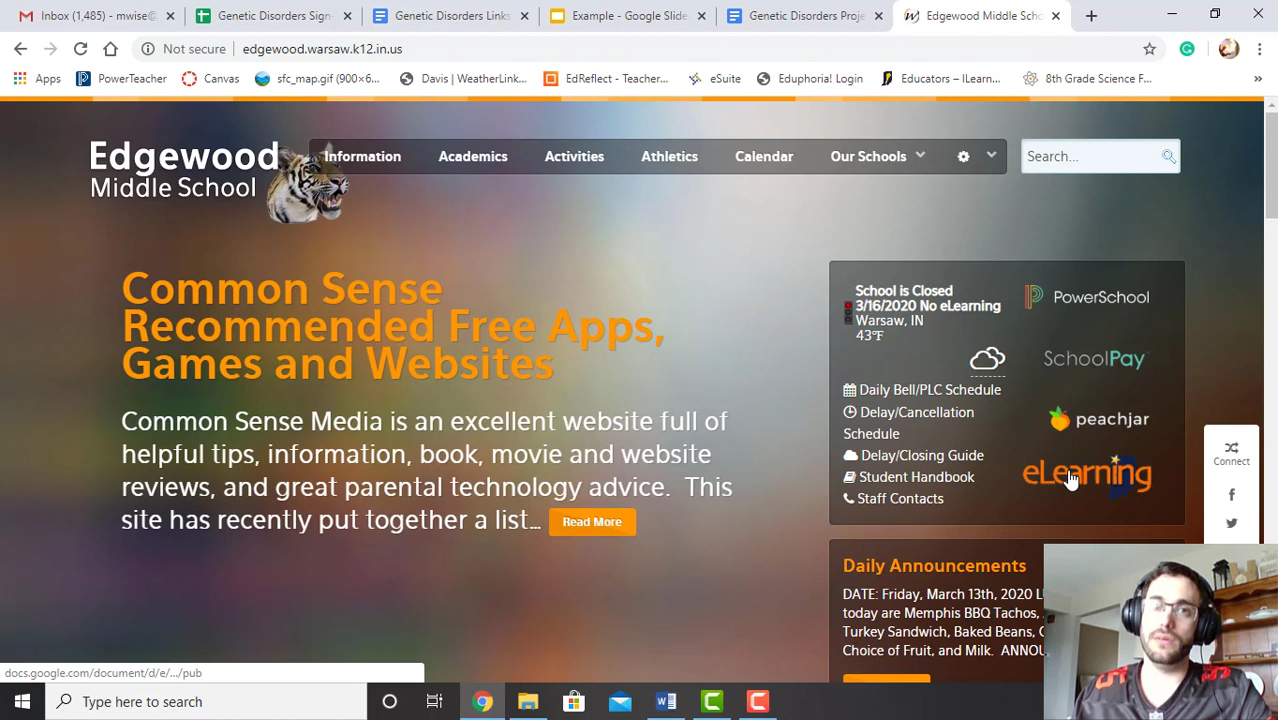 Inbox (1,485) - mwise@
Genetic Disorders Sign-
Genetic Disorders Links
Example - Google Slide
Genetic Disorders Proje
Edgewood Middle Scho
Not secure
edgewood.warsaw.k12.in.us
Apps
PowerTeacher
Canvas
sfc_map.gif (900×6...
Davis | WeatherLink...
EdReflect - Teacher...
eSuite
Eduphoria! Login
Educators – ILearn...
8th Grade Science F...
Edgewood
Middle School
Information
Academics
Activities
Athletics
Calendar
Our Schools
Search...
Common Sense
Recommended Free Apps,
Games and Websites
Common Sense Media is an excellent website full of
helpful tips, information, book, movie and website
reviews, and great parental technology advice. This
site has recently put together a list...
Read More
School is Closed
3/16/2020 No eLearning
Warsaw, IN
43°F
Daily Bell/PLC Schedule
Delay/Cancellation
Schedule
Delay/Closing Guide
Student Handbook
Staff Contacts
PowerSchool
SchoolPay
peachjar
eLearning
Connect
Daily Announcements
DATE: Friday, March 13th, 2020
today are Memphis BBQ Tachos,
Turkey Sandwich, Baked Beans,
Choice of Fruit, and Milk. ANNOU
docs.google.com/document/d/e/.../pub
Type here to search